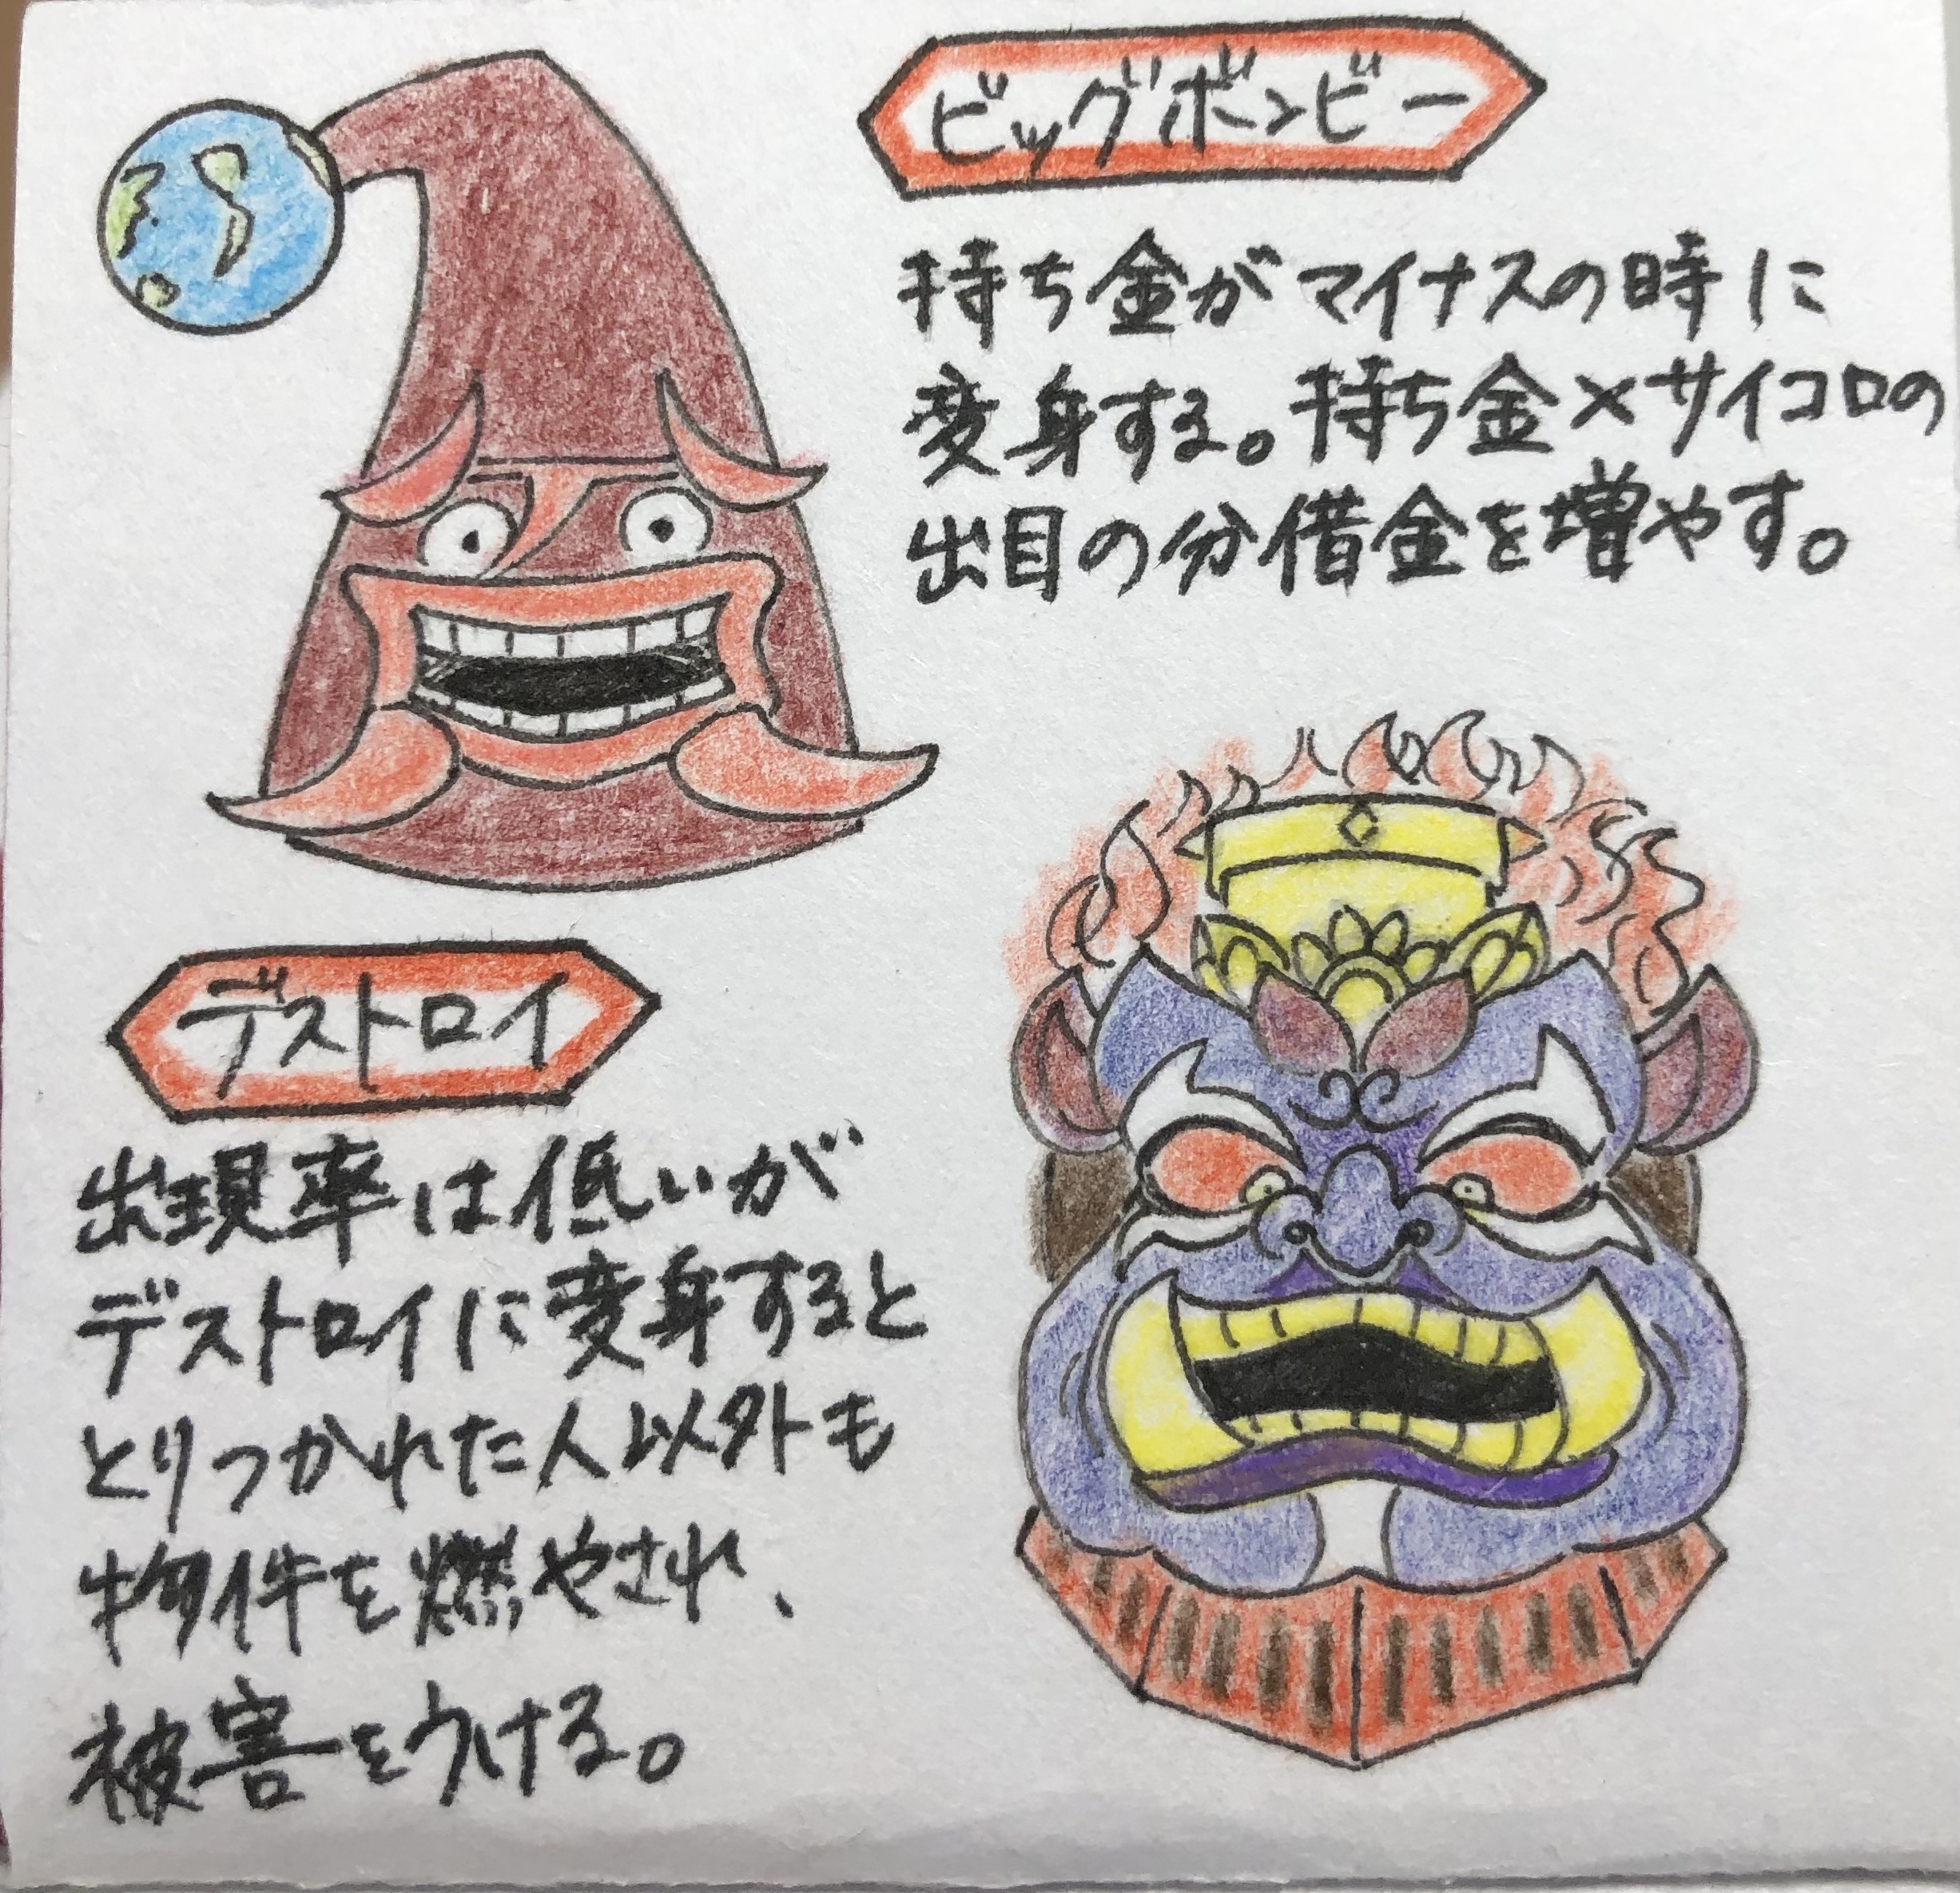 ビッグボンビー
持ち金がマイナスの時に
変身する。持ち金×サイコロの
出目の分借金を増やす。
デストロイ
出現率は低いが
デストロイに変身すると
とりつかれた人以外も
物件を燃やされ、
被害をうける。